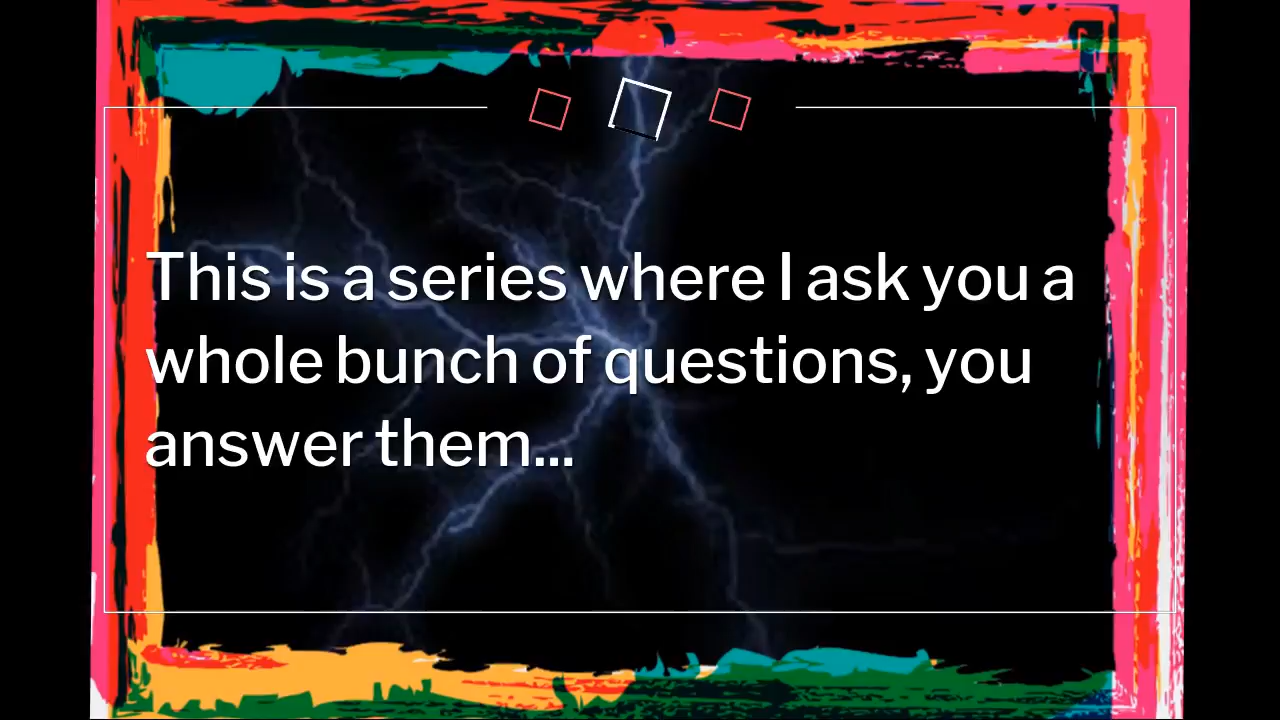 This is a series where I ask you a
whole bunch of questions, you
answer them...